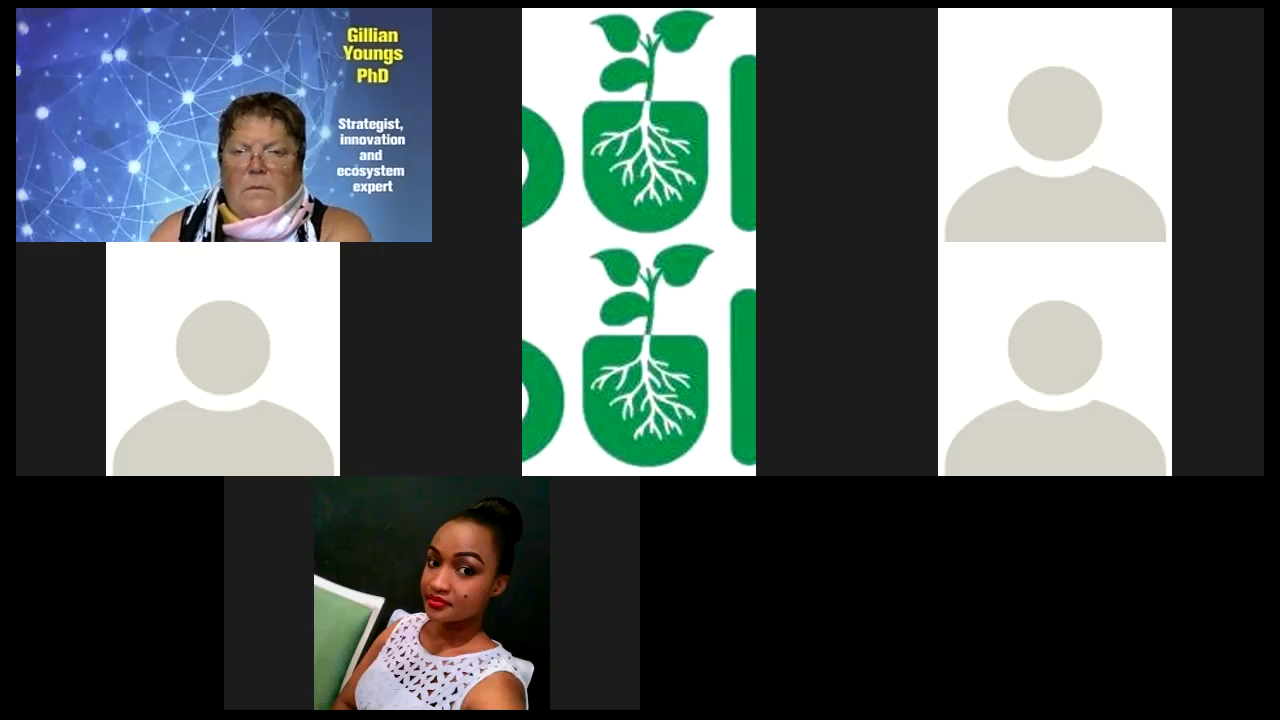 Gillian
Youngs
PhD
Strategist,
innovation
and
ecosystem
expert